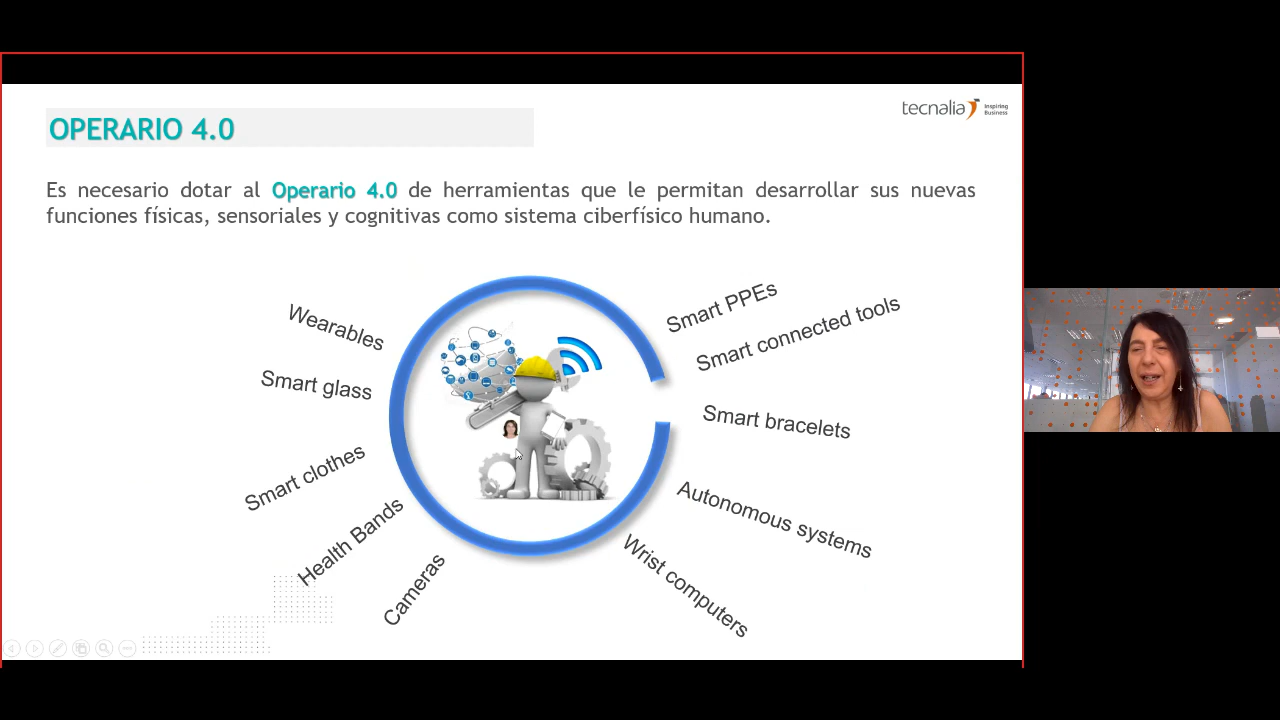 OPERARIO 4.0
tecnalia
Inspiring
Business
Es necesario dotar al Operario 4.0 de herramientas que le permitan desarrollar sus nuevas
funciones físicas, sensoriales y cognitivas como sistema ciberfísico humano.
Wearables
Smart glass
Smart clothes
Health Bands
Cameras
Smart PPEs
Smart connected tools
Smart bracelets
Autonomous systems
Wrist computers